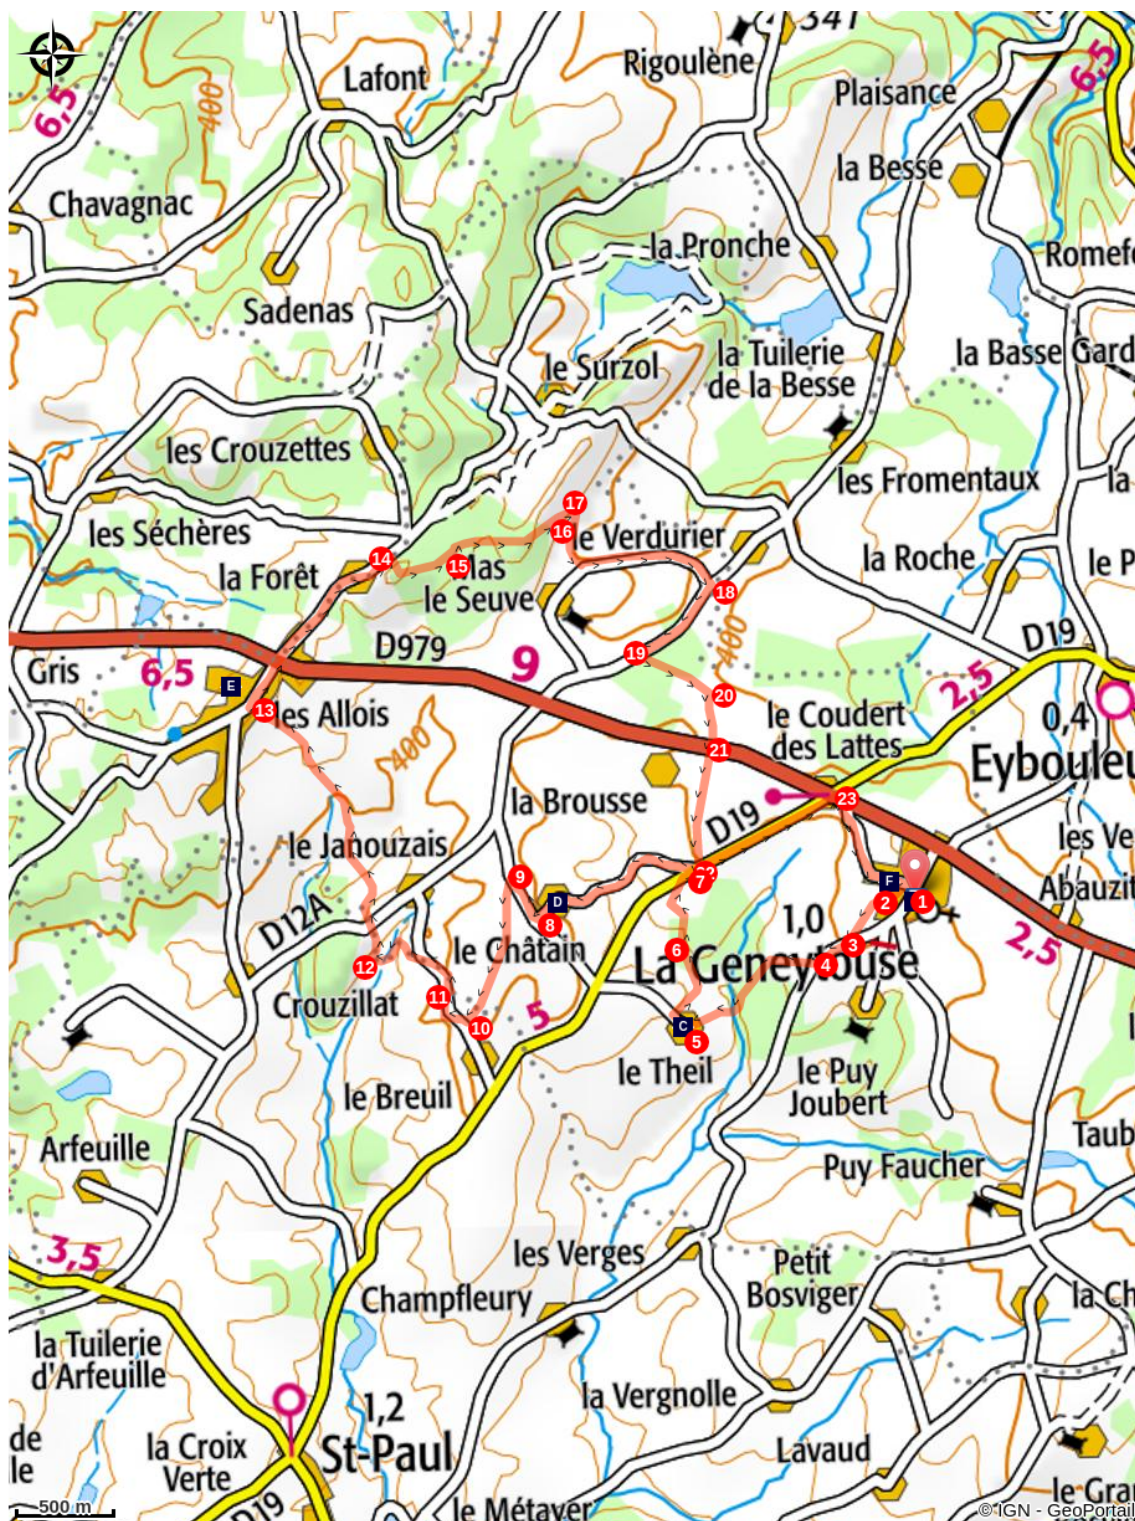 341
Rigoulène
Lafont
6,5
Plaisance
6,5
400
la Besse
Chavagnac
la Pronche
Romefo
Sadenas
la Tuilerie
de la Besse
la Basse Gard
le Surzol
les Crouzettes
les Fromentaux
la
17
les Séchères
16
le Verdurier
14
la Roche
le P
la Forêt
15
Mas
le Seuve
18
D19
D979
400
19
9
Gris
6,5
E
2,5
20
13
les Allois
le Coudert
des Lattes
0,4
400
21
Eybouleu
la Brousse
23
D19
les Ve
le Janouzais
22
7
9
F
Abauzit
D
2
1
D12A
8
1,0
3
2,5
le Châtain
6
12
4
La Geneytouse
Crouzillat
11
5
10
C
5
le Theil
le Puy
Joubert
le Breuil
Arfeuille
Taub
Puy Faucher
3,5
les Verges
Petit
Bosviger
Champfleury
la Ch
la Tuilerie
d'Arfeuille
la Vergnolle
1,2
de
le
la Croix
Verte
St-Paul
Lavaud
le Gra
500 m
D19
le Métayer
© IGN - GeoPortail